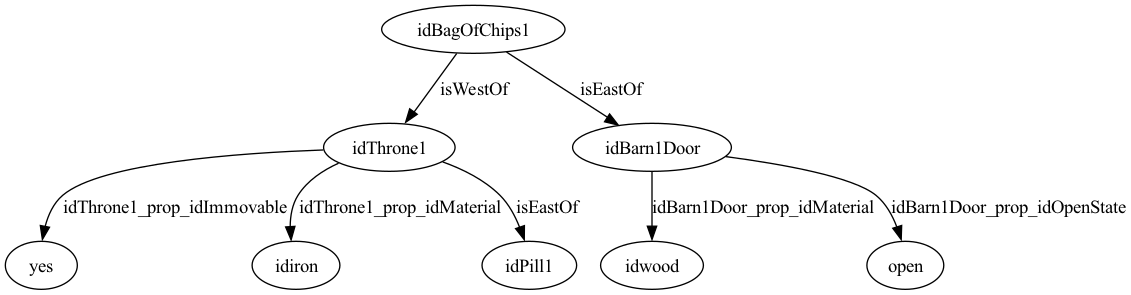 idBagOfChips1
isWestOf
isEastOf
idThrone1
idBarn1Door
idThrone1_prop_idImmovable
idThrone1_prop_idMaterial
isEastOf
idBarn1Door_prop_idMaterial
idBarn1Door_prop_idOpenState
yes
idiron
idPill1
idwood
open